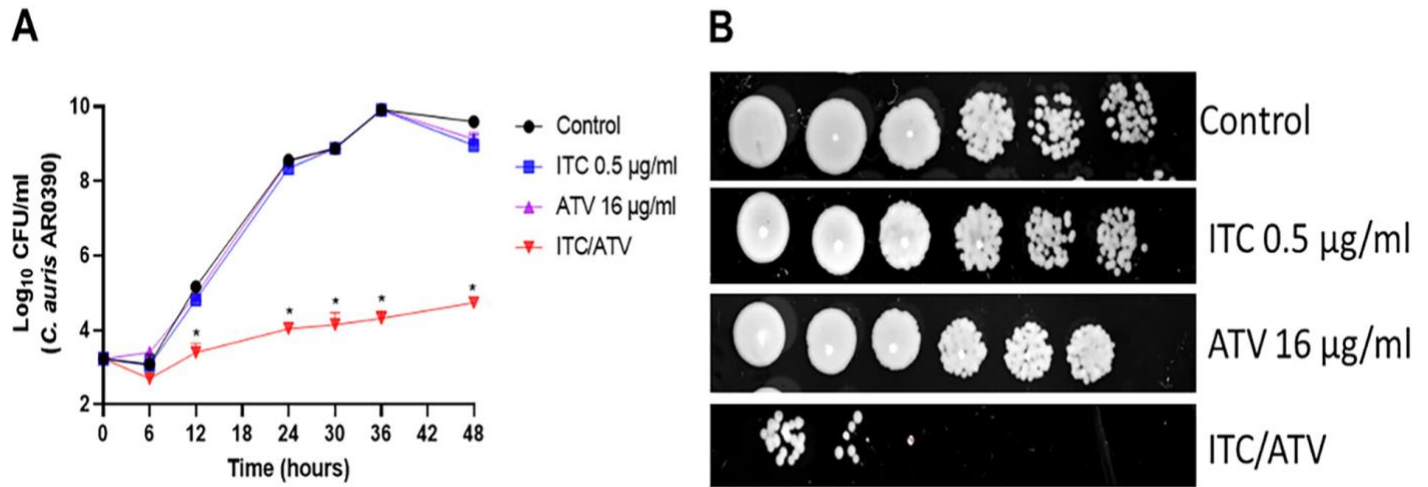 A
B
Log₁₀ CFU/ml
(C. auris AR0390)
10
8
6
4
2
0 6 12 18 24 30 36 42 48
Time (hours)
Control
ITC 0.5 µg/ml
ATV 16 µg/ml
ITC/ATV
* * * * *
Control
ITC 0.5 µg/ml
ATV 16 µg/ml
ITC/ATV